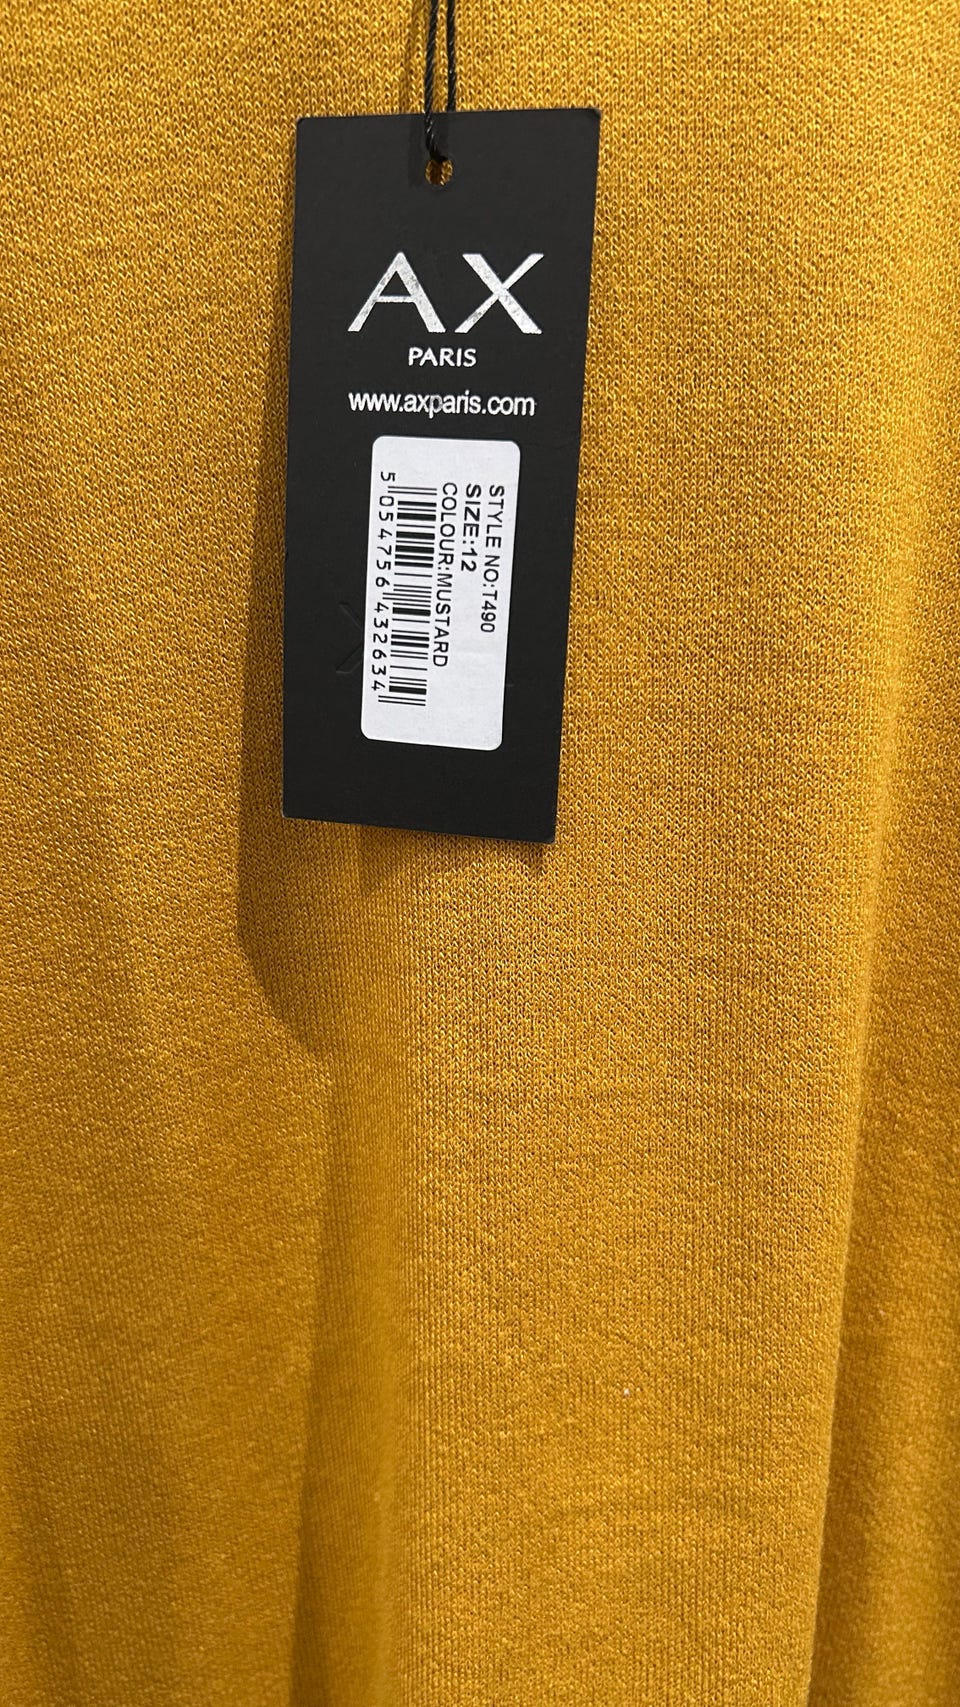 AX
PARIS
www.axparis.com
STYLE NO:T490
SIZE:12
COLOUR:MUSTARD
5 054756 432634